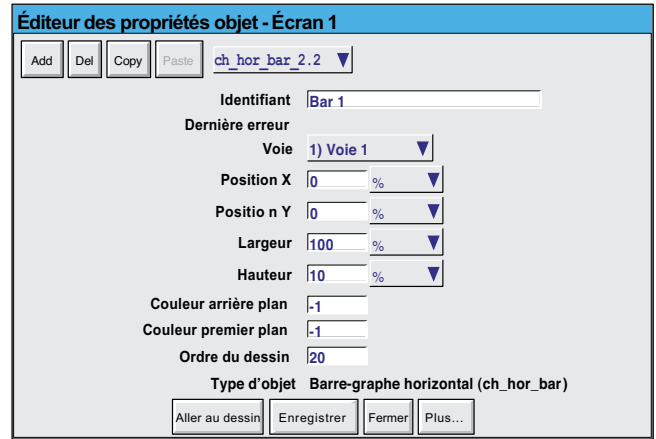 Éditeur des propriétés objet - Écran 1
Add Del Copy Paste ch_hor_bar_2.2
Identifiant Bar 1
Dernière erreur
Voie 1) Voie 1
Position X 0 %
Positio n Y 0 %
Largeur 100 %
Hauteur 10 %
Couleur arrière plan -1
Couleur premier plan -1
Ordre du dessin 20
Type d'objet Barre-graphe horizontal (ch_hor_bar)
Aller au dessin Enregistrer Fermer Plus...